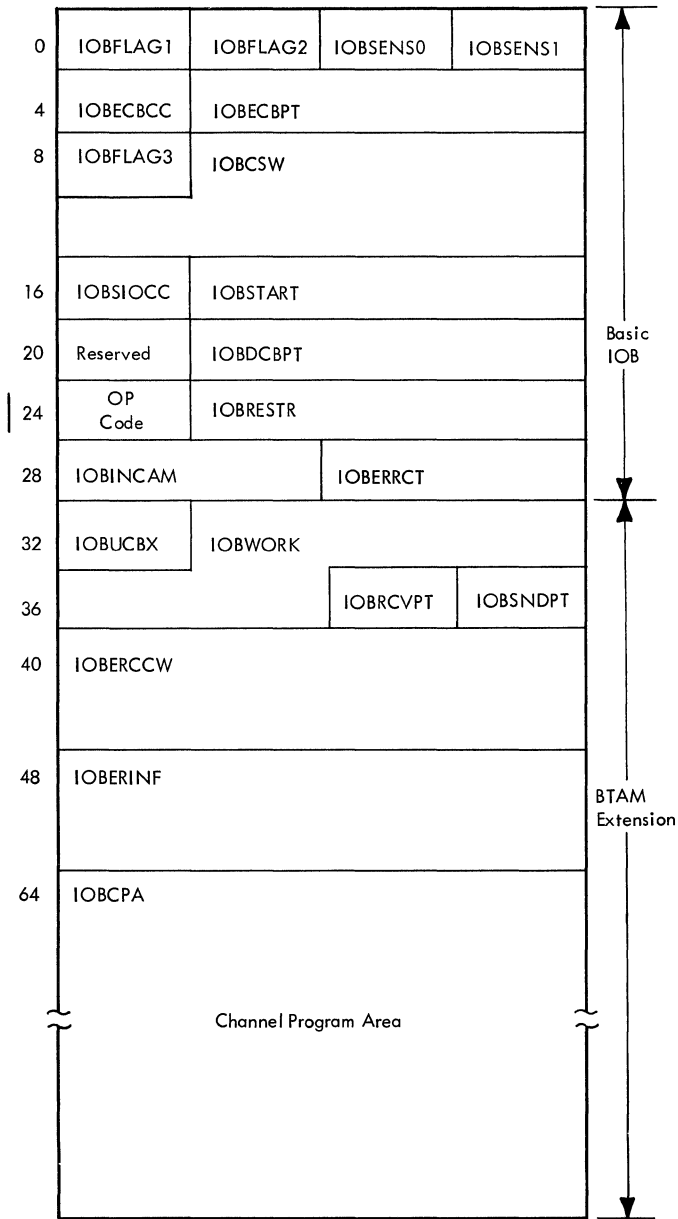 0 IOBFLAG1 IOBFLAG2 IOBSENS0 IOBSENS1
4 IOBECBCC IOBECBPT
8 IOBFLAG3 IOBCSW
16 IOBSIOCC IOBSTART
Basic
IOB
20 Reserved IOBDCBPT
24 OP
Code IOBRESTR
28 IOBINCAM IOBERRCT
32 IOBUCBX IOBWORK
36 IOBRCVPT IOBSNDPT
40 IOBERCCW
48 IOBERINF
BTAM
Extension
64 IOBCPA
Channel Program Area